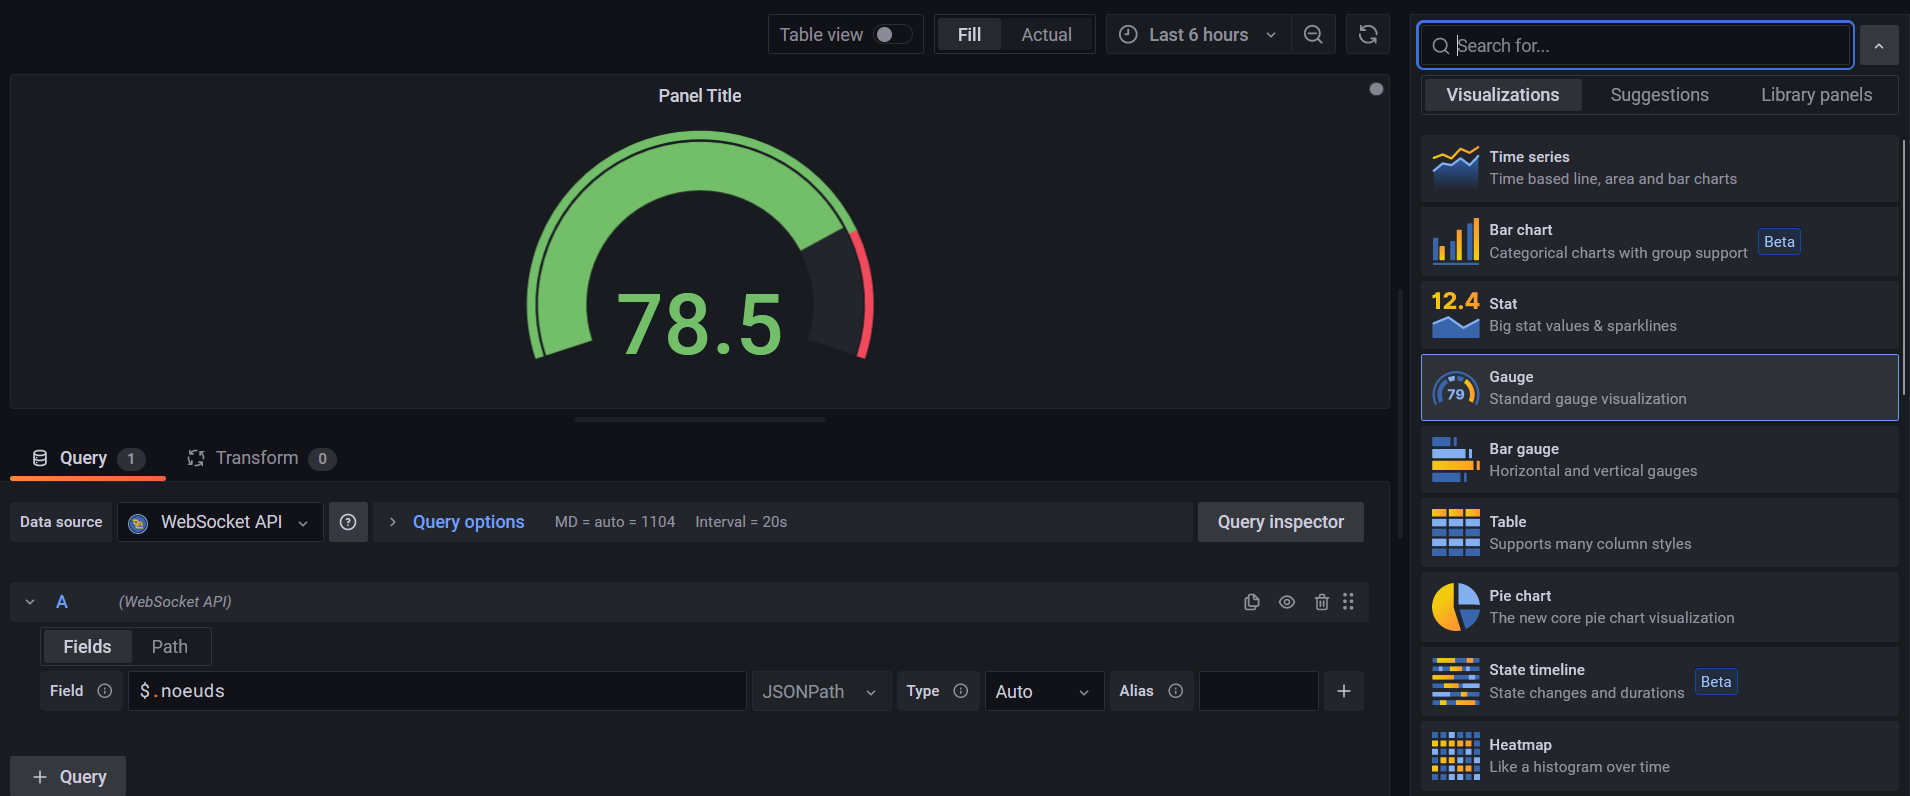 Table view
Fill
Actual
Last 6 hours
Panel Title
78.5
Query 1
Transform 0
Data source
WebSocket API
Query options
MD = auto = 1104
Interval = 20s
Query inspector
A
(WebSocket API)
Fields
Path
Field
$.noeuds
JSONPath
Type
Auto
Alias
+
+ Query
Search for...
Visualizations
Suggestions
Library panels
Time series
Time based line, area and bar charts
Bar chart
Categorical charts with group support
Beta
12.4
Stat
Big stat values & sparklines
79
Gauge
Standard gauge visualization
Bar gauge
Horizontal and vertical gauges
Table
Supports many column styles
Pie chart
The new core pie chart visualization
State timeline
State changes and durations
Beta
Heatmap
Like a histogram over time